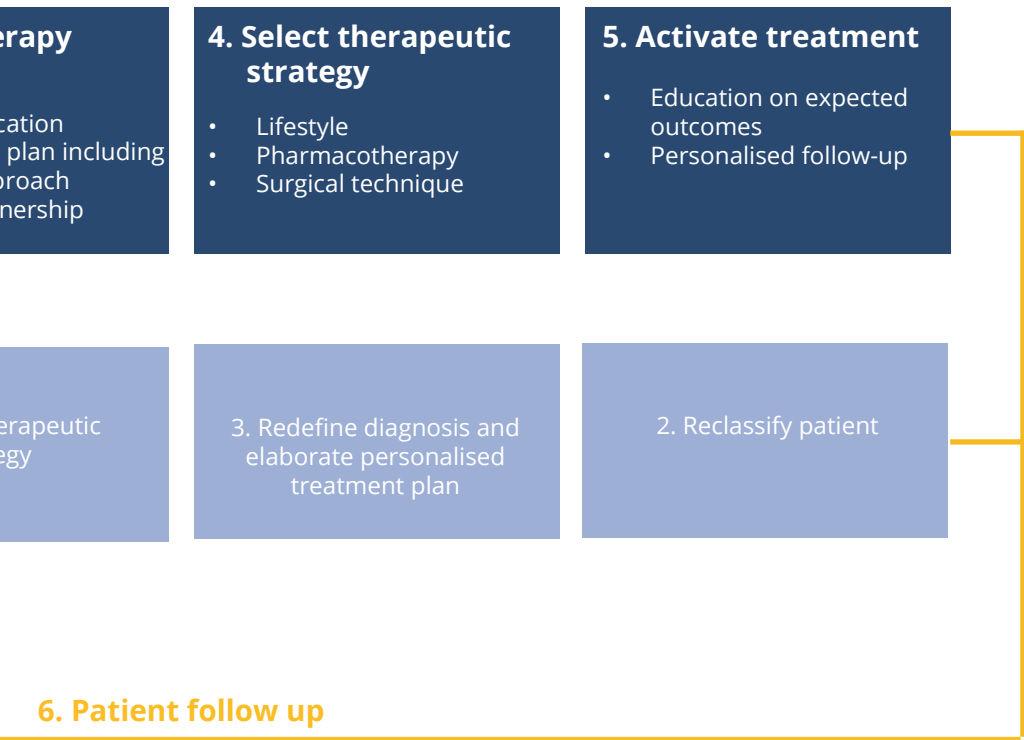 erapy
cation
plan including
proach
nership
4. Select therapeutic
strategy
• Lifestyle
• Pharmacotherapy
• Surgical technique
5. Activate treatment
• Education on expected
outcomes
• Personalised follow-up
erapeutic
egy
3. Redefine diagnosis and
elaborate personalised
treatment plan
2. Reclassify patient
6. Patient follow up